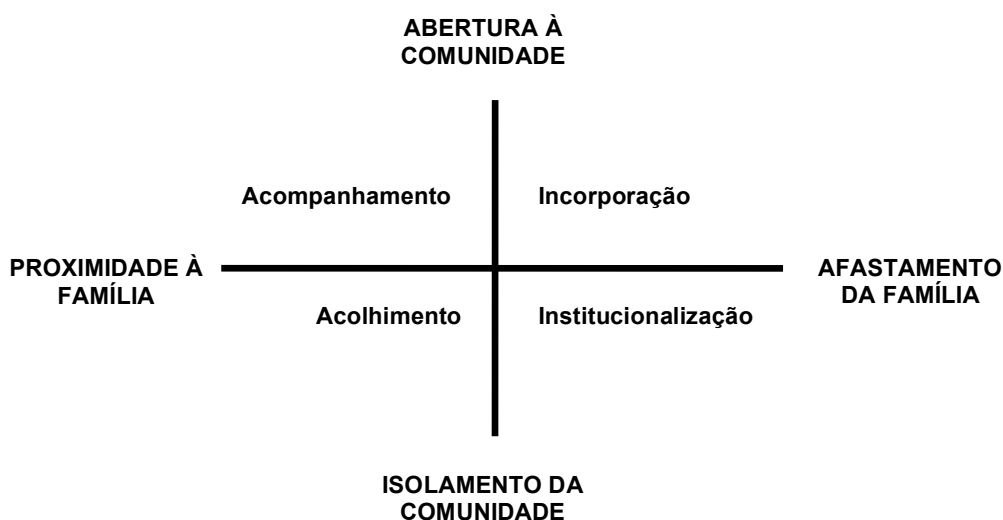 ABERTURA À
COMUNIDADE
Acompanhamento
Incorporação
PROXIMIDADE À
FAMÍLIA
AFASTAMENTO
DA FAMÍLIA
Acolhimento
Institucionalização
ISOLAMENTO DA
COMUNIDADE